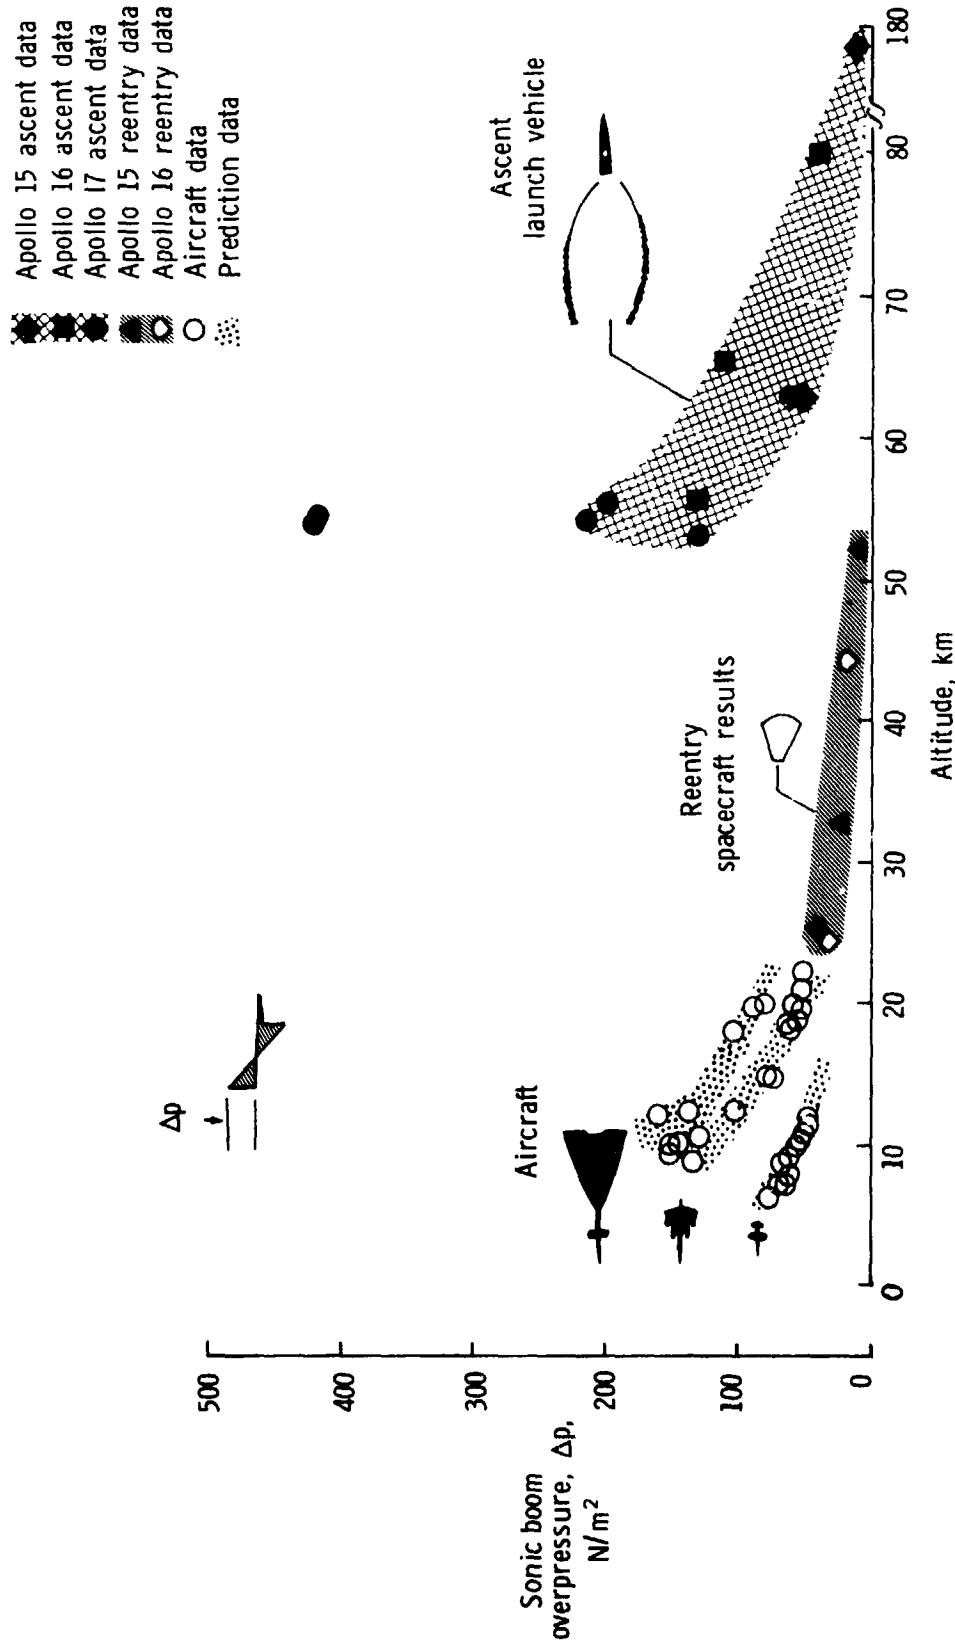 Apollo 15 ascent data
Apollo 16 ascent data
Apollo 17 ascent data
Apollo 15 reentry data
Apollo 16 reentry data
Aircraft data
Prediction data
Δp
Ascent
launch vehicle
Aircraft
Reentry
spacecraft results
Sonic boom
overpressure, Δp,
N/m²
500
400
300
200
100
0
0
10
20
30
40
50
60
70
80
180
Altitude, km